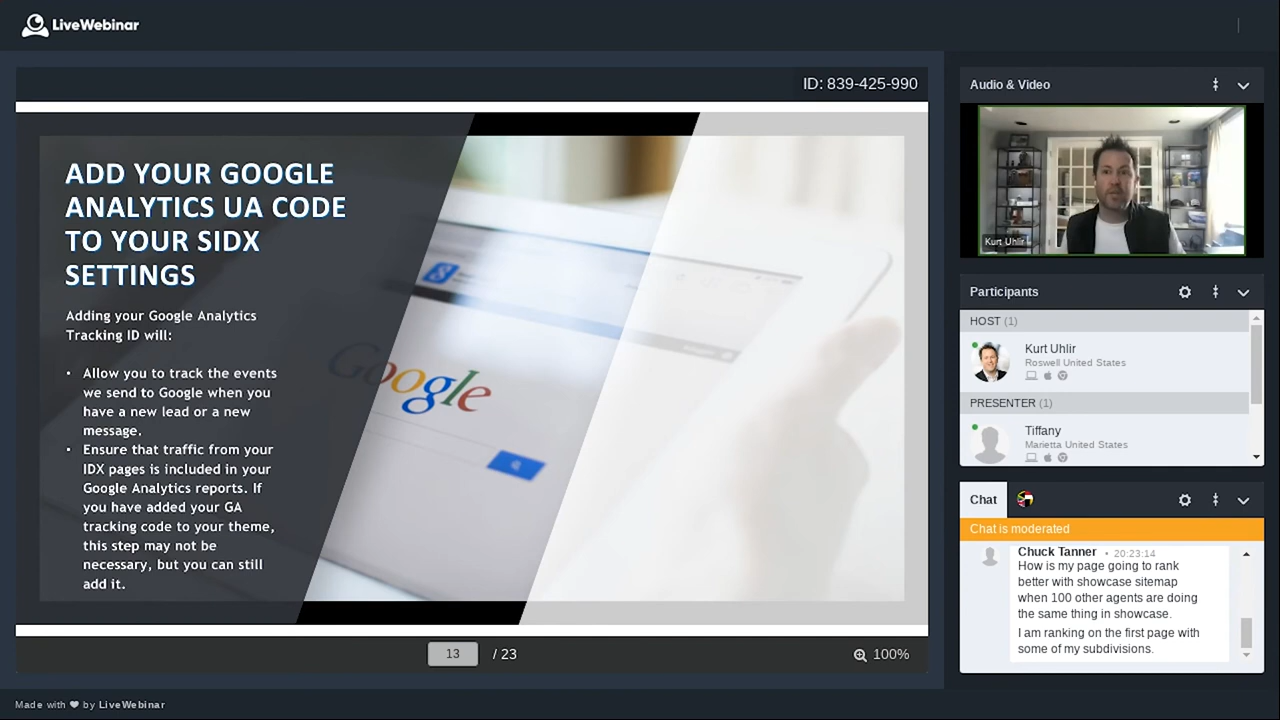 LiveWebinar
ID: 839-425-990
ADD YOUR GOOGLE
ANALYTICS UA CODE
TO YOUR SIDX
SETTINGS
Adding your Google Analytics
Tracking ID will:
• Allow you to track the events
we send to Google when you
have a new lead or a new
message.
• Ensure that traffic from your
IDX pages is included in your
Google Analytics reports. If
you have added your GA
tracking code to your theme,
this step may not be
necessary, but you can still
add it.
Google
13 / 23
100%
Audio & Video
Kurt Uhlir
Participants
HOST (1)
Kurt Uhlir
Roswell United States
PRESENTER (1)
Tiffany
Marietta United States
Chat
Chat is moderated
Chuck Tanner • 20:23:14
How is my page going to rank
better with showcase sitemap
when 100 other agents are doing
the same thing in showcase.
I am ranking on the first page with
some of my subdivisions.
Made with ❤ by LiveWebinar